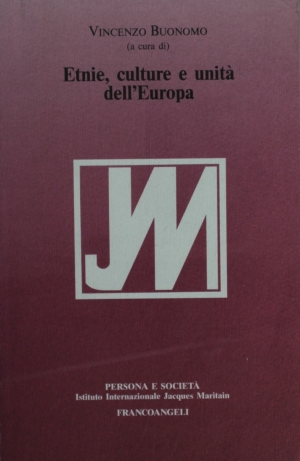 VINCENZO BUONOMO
(a cura di)
Etnie, culture e unità
dell'Europa
JM
PERSONA E SOCIETÀ
Istituto Internazionale Jacques Maritain
FRANCOANGELI